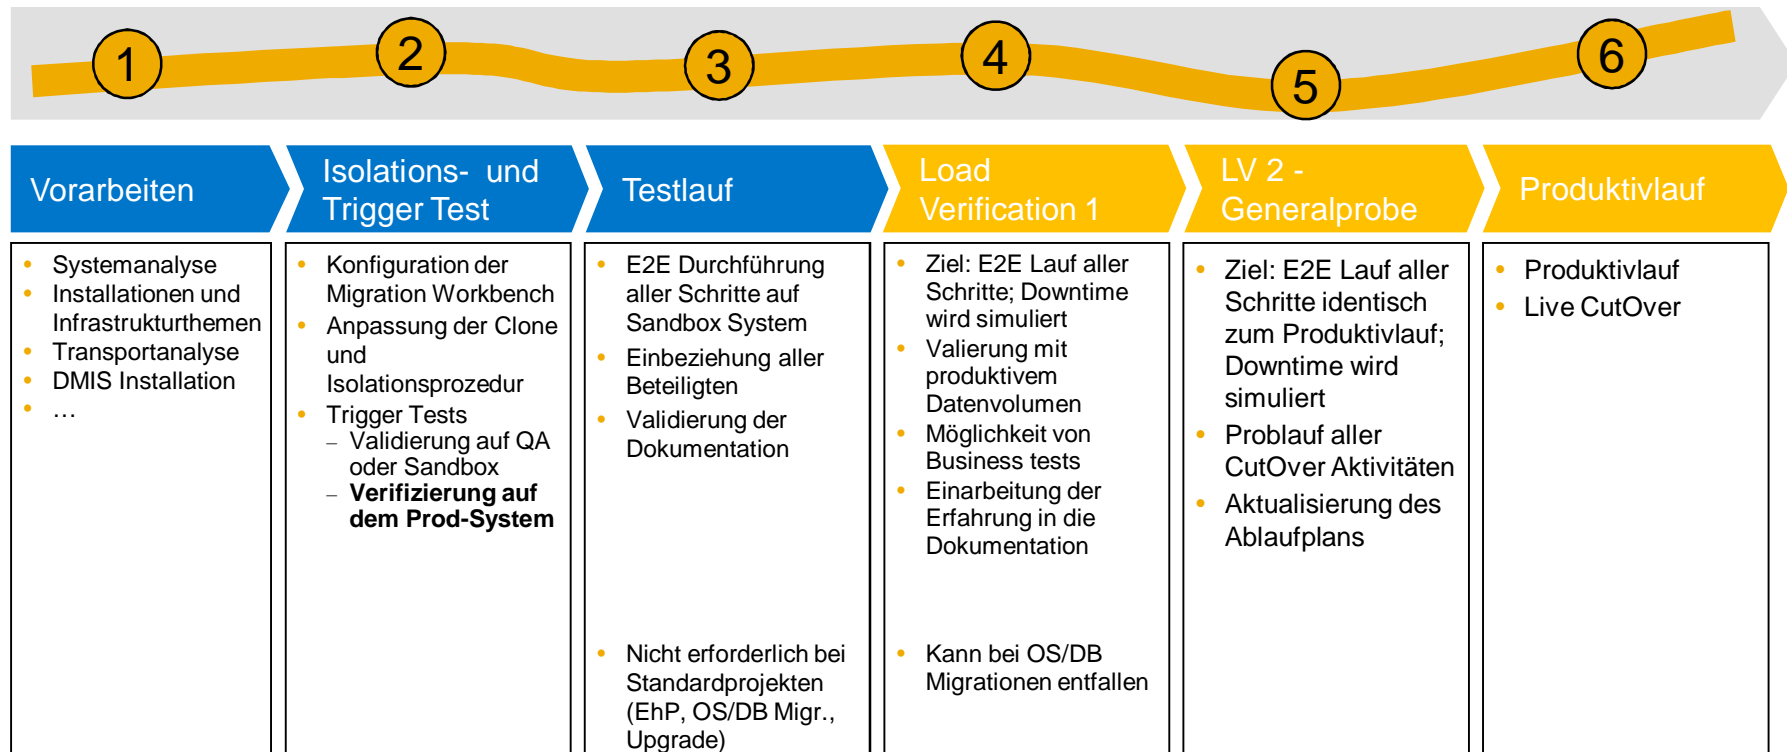 1
2
3
4
5
6
Vorarbeiten
Isolations- und
Trigger Test
Testlauf
Load
Verification 1
LV 2 -
Generalprobe
Produktivlauf
• Systemanalyse
• Installationen und
Infrastrukturthemen
• Transportanalyse
• DMIS Installation
• …
• Konfiguration der
Migration Workbench
• Anpassung der Clone
und
Isolationsprozedur
• Trigger Tests
– Validierung auf QA
oder Sandbox
– Verifizierung auf
dem Prod-System
• E2E Durchführung
aller Schritte auf
Sandbox System
• Einbeziehung aller
Beteiligten
• Validierung der
Dokumentation
• Nicht erforderlich bei
Standardprojekten
(EhP, OS/DB Migr.,
Upgrade)
• Ziel: E2E Lauf aller
Schritte; Downtime
wird simuliert
• Valierung mit
produktivem
Datenvolumen
• Möglichkeit von
Business tests
• Einarbeitung der
Erfahrung in die
Dokumentation
• Kann bei OS/DB
Migrationen entfallen
• Ziel: E2E Lauf aller
Schritte identisch
zum Produktivlauf;
Downtime wird
simuliert
• Problauf aller
CutOver Aktivitäten
• Aktualisierung des
Ablaufplans
• Produktivlauf
• Live CutOver